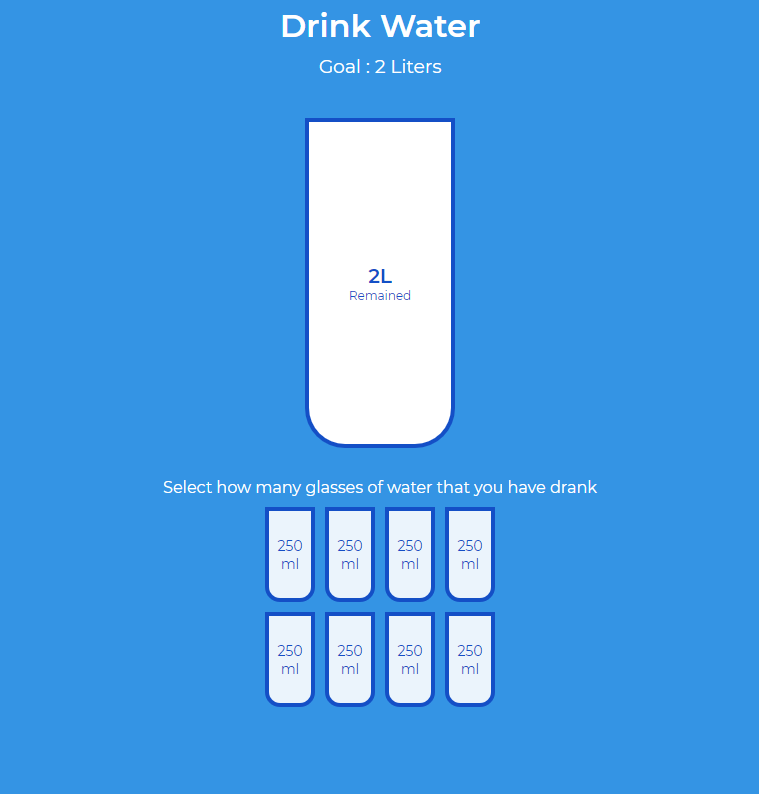 Drink Water
Goal : 2 Liters
2L
Remained
Select how many glasses of water that you have drank
250 250 250 250
ml ml ml ml
250 250 250 250
ml ml ml ml